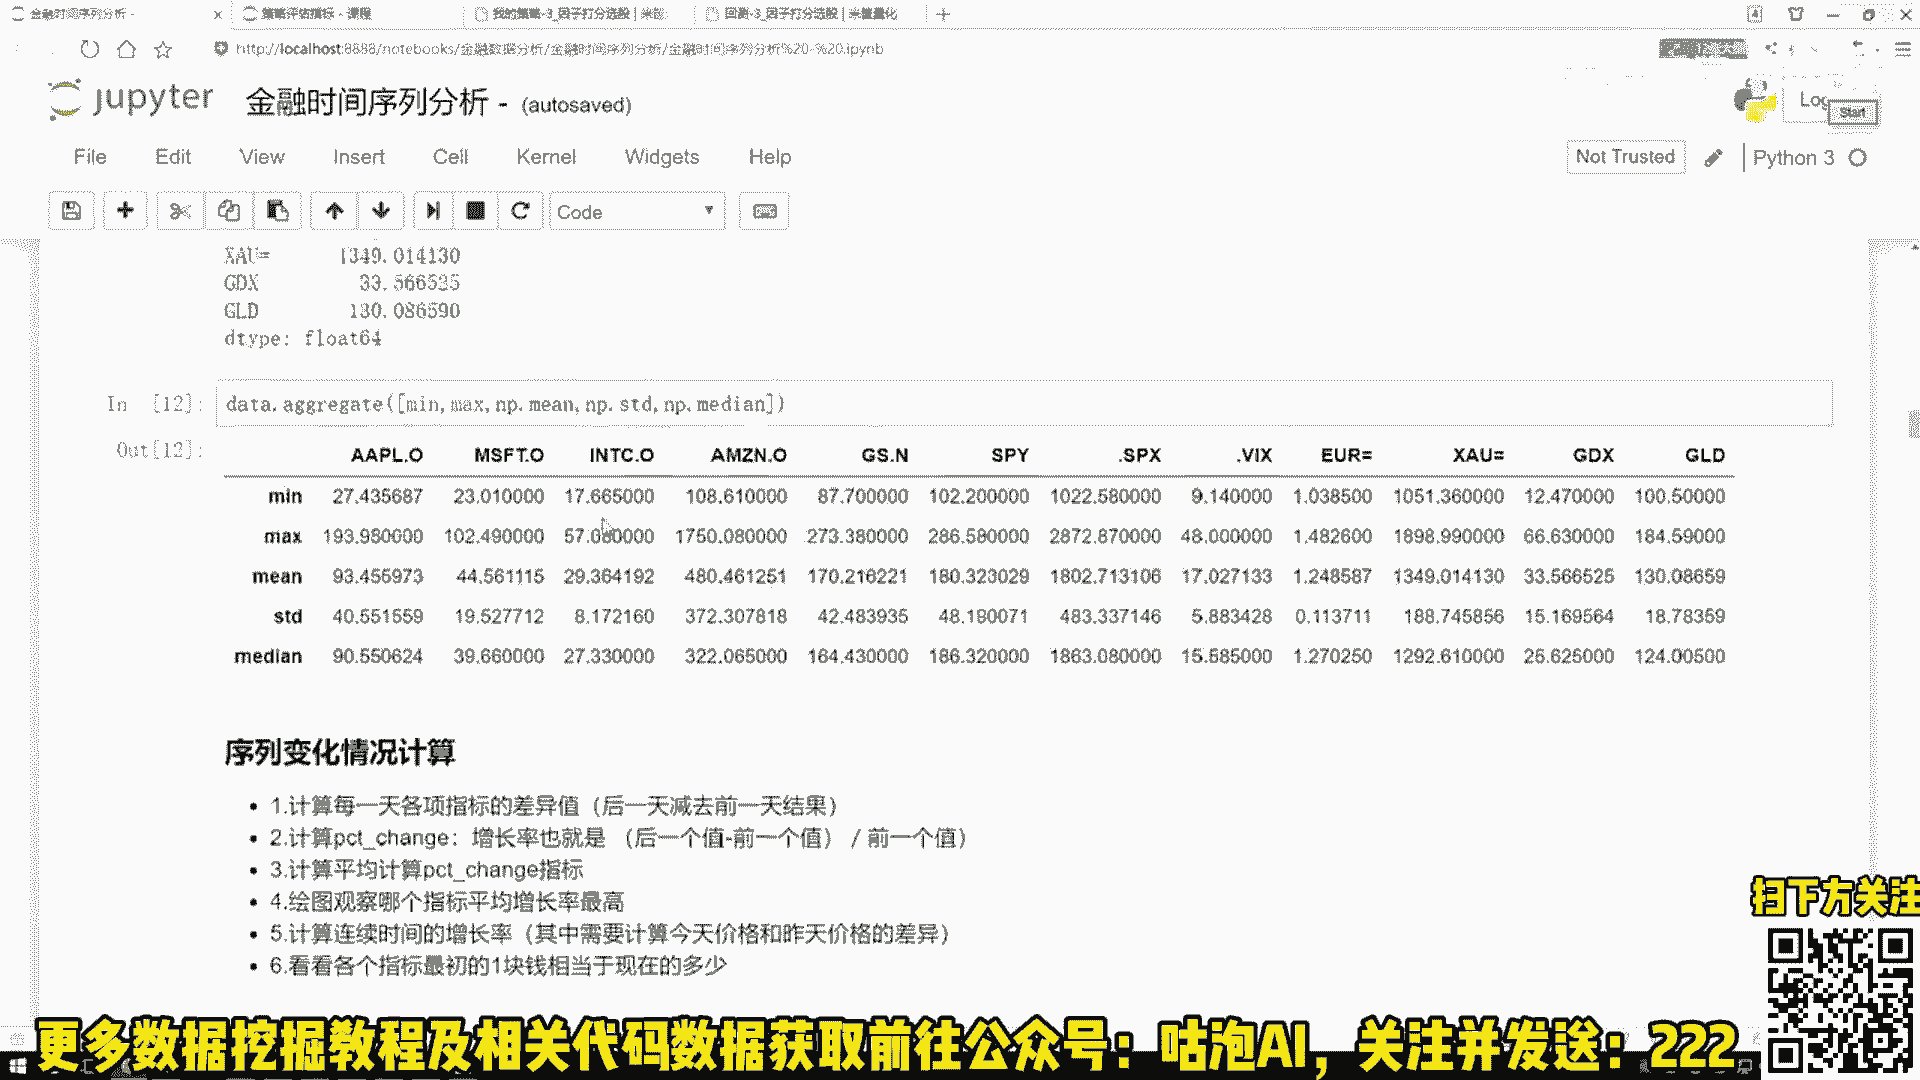 金融时间序列分析 -
策略评估指标 - 课程
我的策略-3_因子打分选股 | 米筐
回测-3_因子打分选股 | 米筐量化
http://localhost:8888/notebooks/金融数据分析/金融时间序列分析/金融时间序列分析%20-%20.ipynb
jupyter 金融时间序列分析 - (autosaved)
Start
File Edit View Insert Cell Kernel Widgets Help
Not Trusted Python 3
Code
XAU= 1349.014130
GDX 33.566525
GLD 130.086590
dtype: float64
In [12]: data.aggregate([min,max,np.mean,np.std,np.median])
Out[12]:
AAPL.O MSFT.O INTC.O AMZN.O GS.N SPY .SPX .VIX EUR= XAU= GDX GLD
min 27.435687 23.010000 17.665000 108.610000 87.700000 102.200000 1022.580000 9.140000 1.038500 1051.360000 12.470000 100.50000
max 193.980000 102.490000 57.080000 1750.080000 273.380000 286.580000 2872.870000 48.000000 1.482600 1898.990000 66.630000 184.59000
mean 93.455973 44.561115 29.364192 480.461251 170.216221 180.323029 1802.713106 17.027133 1.248587 1349.014130 33.566525 130.08659
std 40.551559 19.527712 8.172160 372.307818 42.483935 48.190071 483.337146 5.883428 0.113711 188.745856 15.169564 18.78359
median 90.550624 39.660000 27.330000 322.065000 164.430000 186.320000 1863.080000 15.585000 1.270250 1292.610000 26.625000 124.00500
序列变化情况计算
1.计算每一天各项指标的差异值（后一天减去前一天结果）
2.计算pct_change：增长率也就是 （后一个值-前一个值） / 前一个值）
3.计算平均计算pct_change指标
4.绘图观察哪个指标平均增长率最高
5.计算连续时间的增长率（其中需要计算今天价格和昨天价格的差异）
6.看看各个指标最初的1块钱相当于现在的多少
扫下方关注
更多数据挖掘教程及相关代码数据获取前往公众号：咕泡AI，关注并发送：222